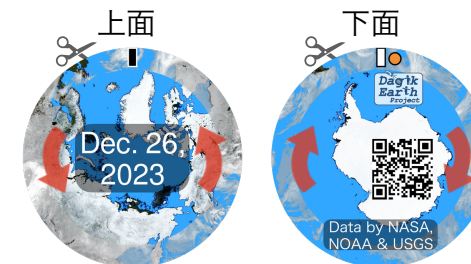 上面
下面
Dec. 26,
2023
Dagik
Earth
Project
Data by NASA,
NOAA & USGS